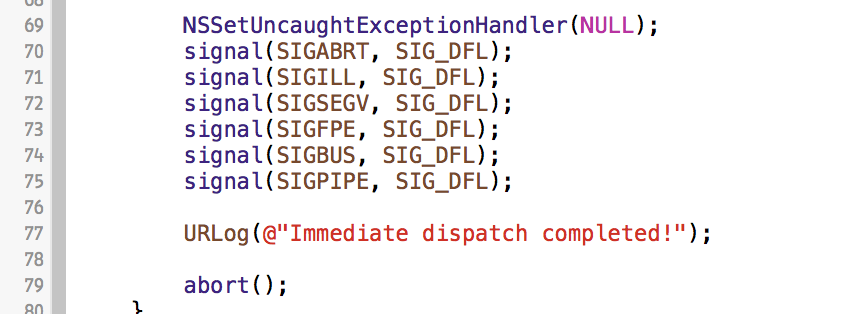 68
69 NSSetUncaughtExceptionHandler(NULL);
70 signal(SIGABRT, SIG_DFL);
71 signal(SIGILL, SIG_DFL);
72 signal(SIGSEGV, SIG_DFL);
73 signal(SIGFPE, SIG_DFL);
74 signal(SIGBUS, SIG_DFL);
75 signal(SIGPIPE, SIG_DFL);
76
77 URLog(@"Immediate dispatch completed!");
78
79 abort();
80 }